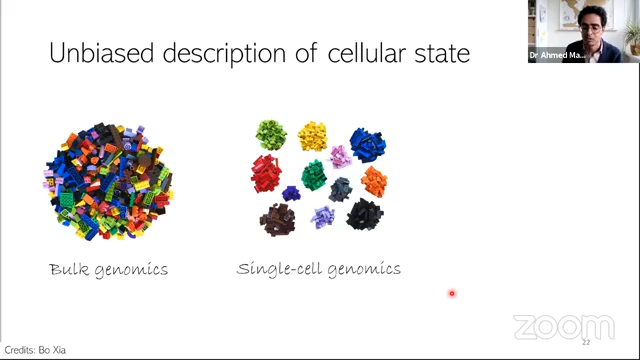 Unbiased description of cellular state
Dr Ahmed Ma...
Bulk genomics
Single-cell genomics
zoom
22
Credits: Bo Xia